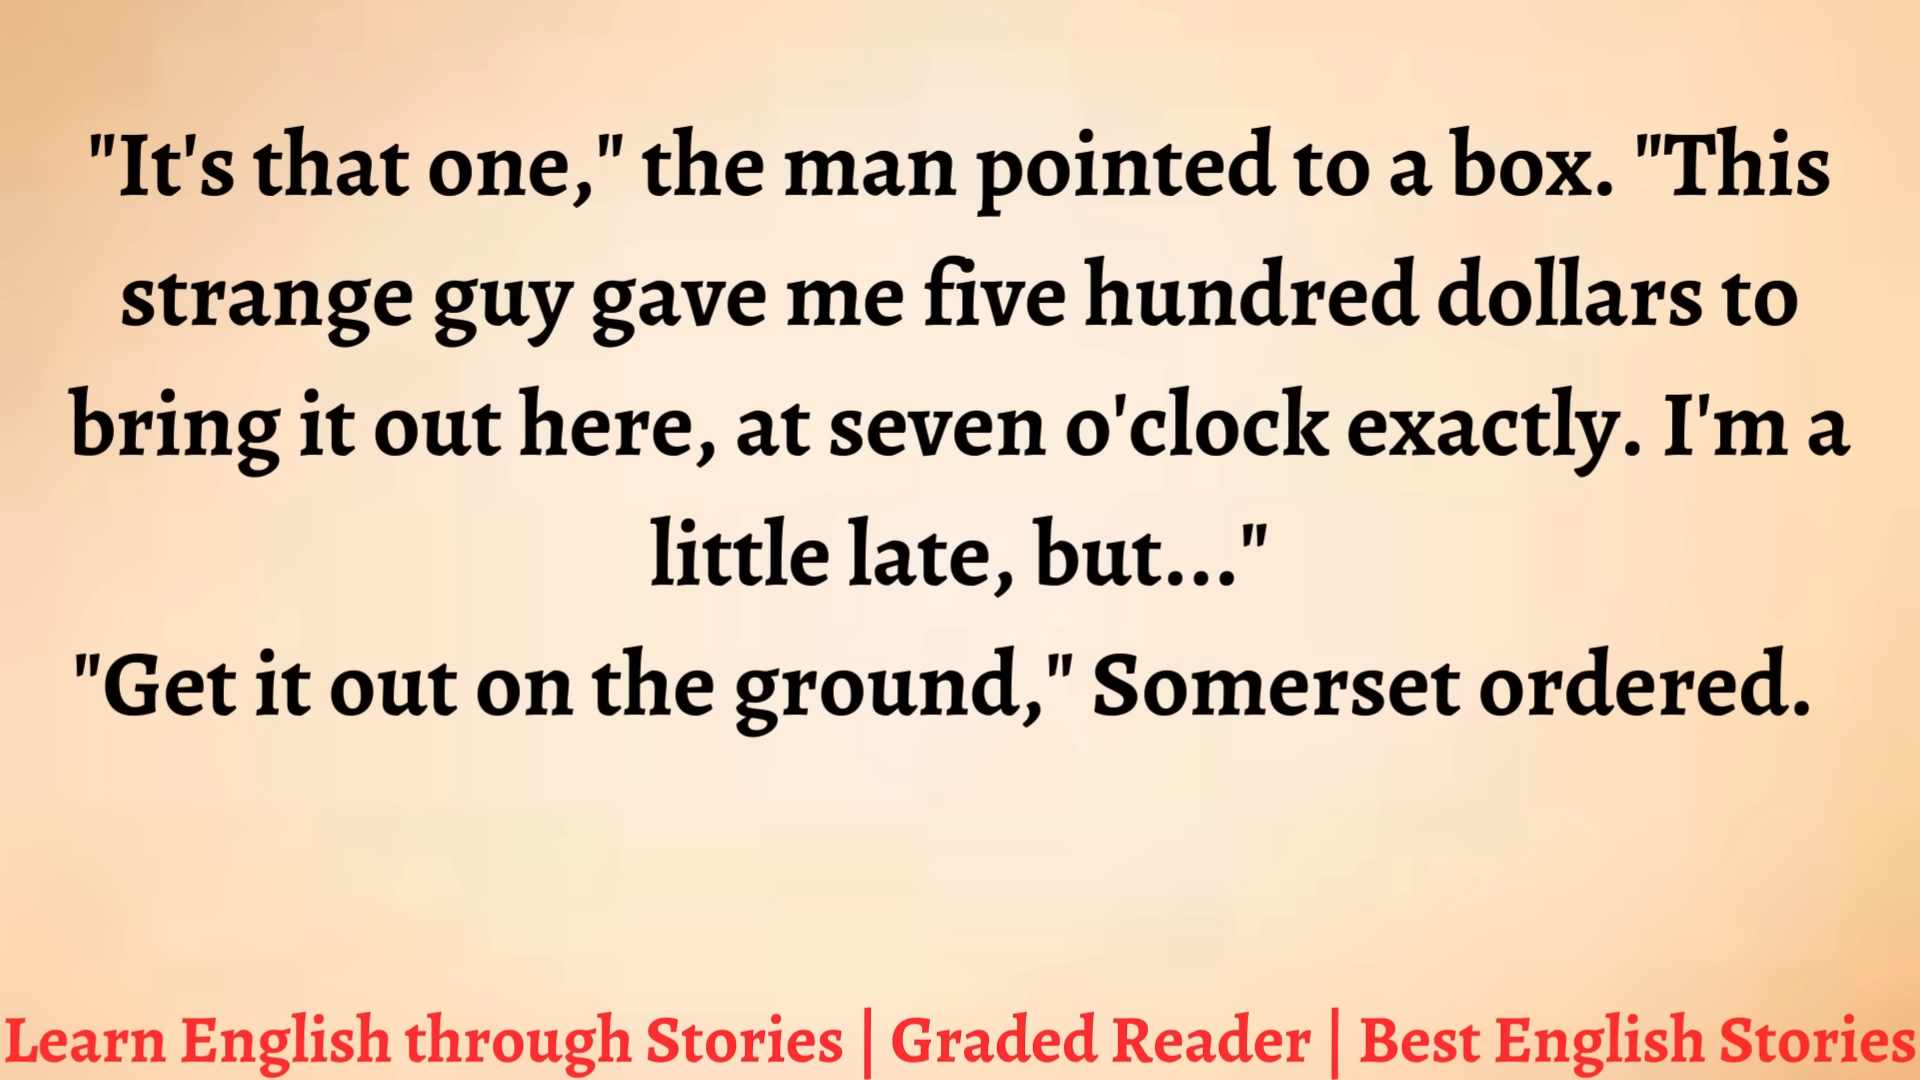 "It's that one," the man pointed to a box. "This
strange guy gave me five hundred dollars to
bring it out here, at seven o'clock exactly. I'm a
little late, but..."
"Get it out on the ground," Somerset ordered.
Learn English through Stories | Graded Reader | Best English Stories